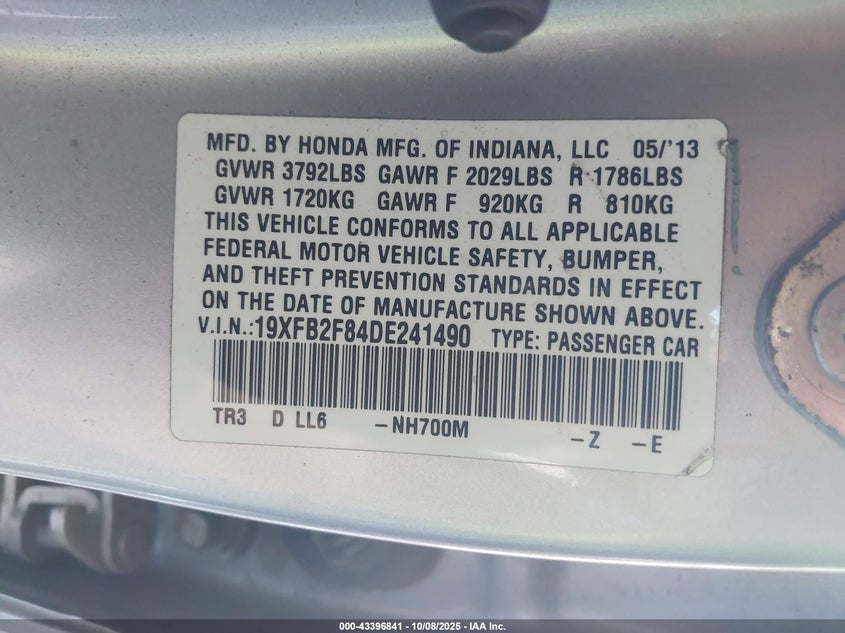 MFD. BY HONDA MFG. OF INDIANA, LLC 05/'13
GVWR 3792LBS GAWR F 2029LBS R 1786LBS
GVWR 1720KG GAWR F 920KG R 810KG
THIS VEHICLE CONFORMS TO ALL APPLICABLE
FEDERAL MOTOR VEHICLE SAFETY, BUMPER,
AND THEFT PREVENTION STANDARDS IN EFFECT
ON THE DATE OF MANUFACTURE SHOWN ABOVE.
V.I.N.:19XFB2F84DE241490 TYPE: PASSENGER CAR
TR3 D LL6 -NH700M -Z -E
000-43396841 - 10/08/2025 - IAA Inc.